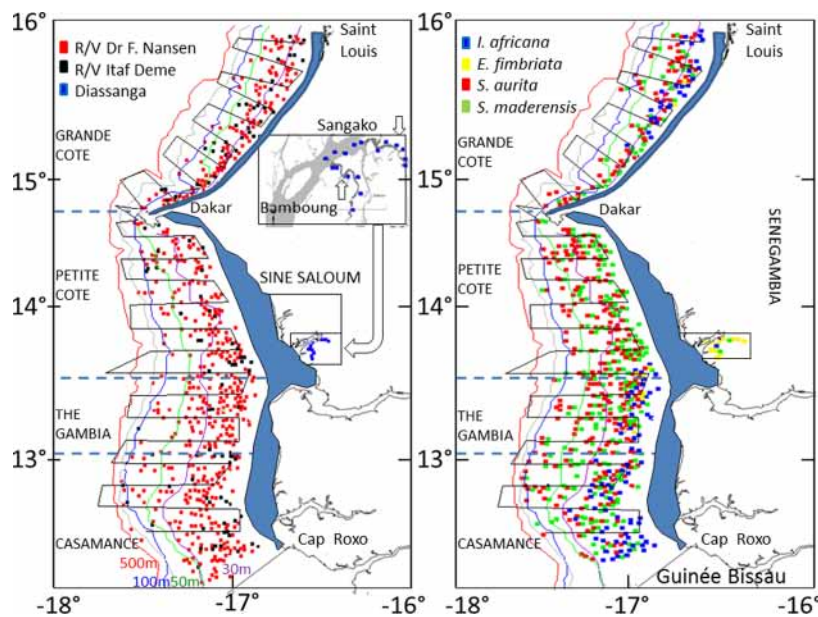 16°
R/V Dr F. Nansen
R/V Itaf Deme
Diassanga
Saint
Louis
GRANDE
COTE
Sangako
Bamboung
15°
Dakar
PETITE
COTE
SINE SALOUM
14°
THE
GAMBIA
13°
CASAMANCE
500m
100m
50m
30m
Cap Roxo
-18°
-17°
-16°
16°
I. africana
E. fimbriata
S. aurita
S. maderensis
Saint
Louis
GRANDE
COTE
15°
Dakar
SENEGAMBIA
PETITE
COTE
14°
THE
GAMBIA
13°
CASAMANCE
Cap Roxo
Guinée Bissau
-18°
-17°
-16°